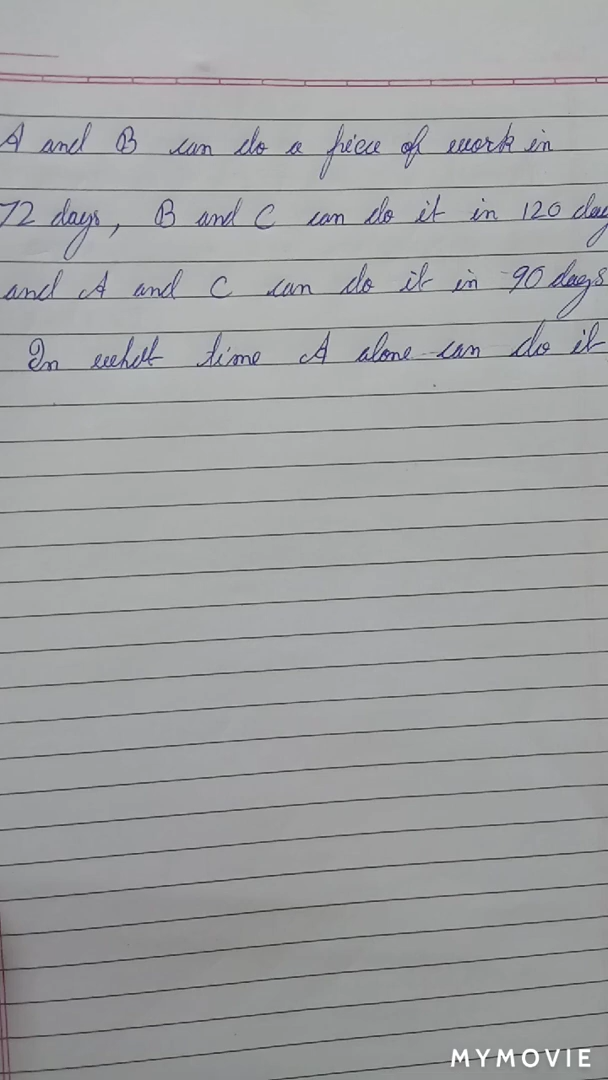 A and B can do a piece of work in
72 days, B and C can do it in 120 day
and A and C can do it in 90 days
In what time A alone can do it
MYMOVIE